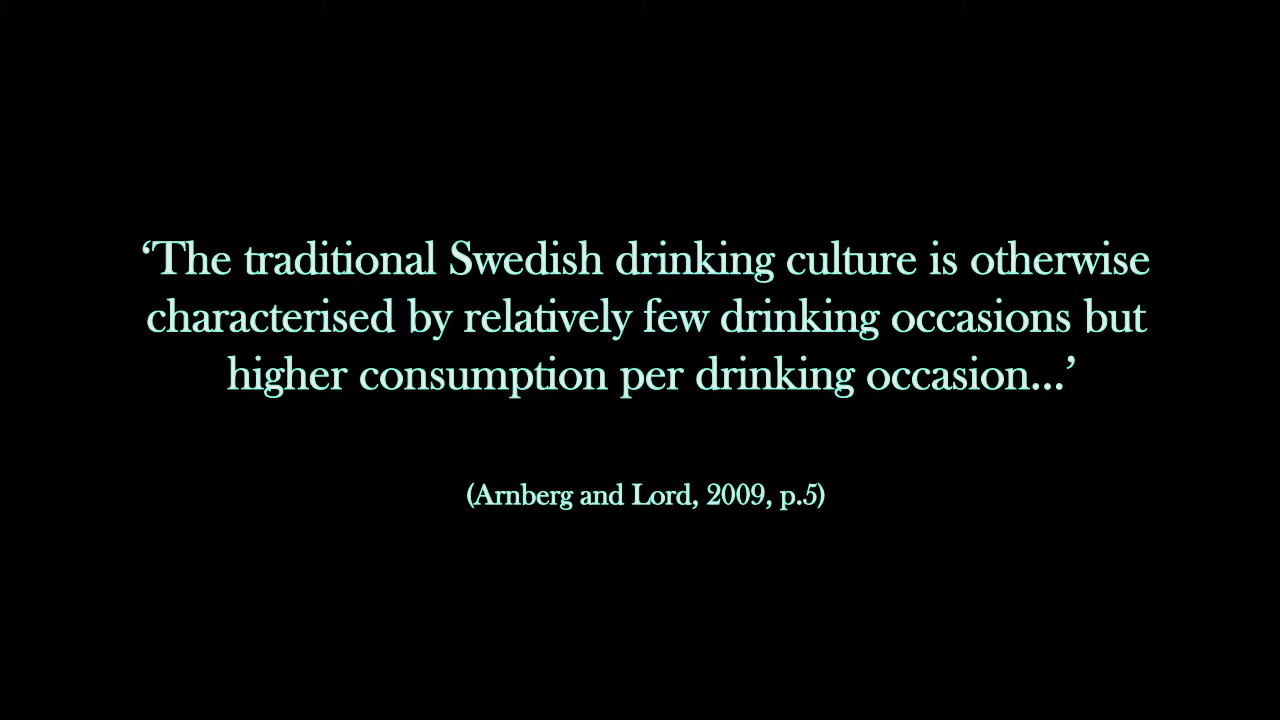 ‘The traditional Swedish drinking culture is otherwise
characterised by relatively few drinking occasions but
higher consumption per drinking occasion...’
(Arnberg and Lord, 2009, p.5)